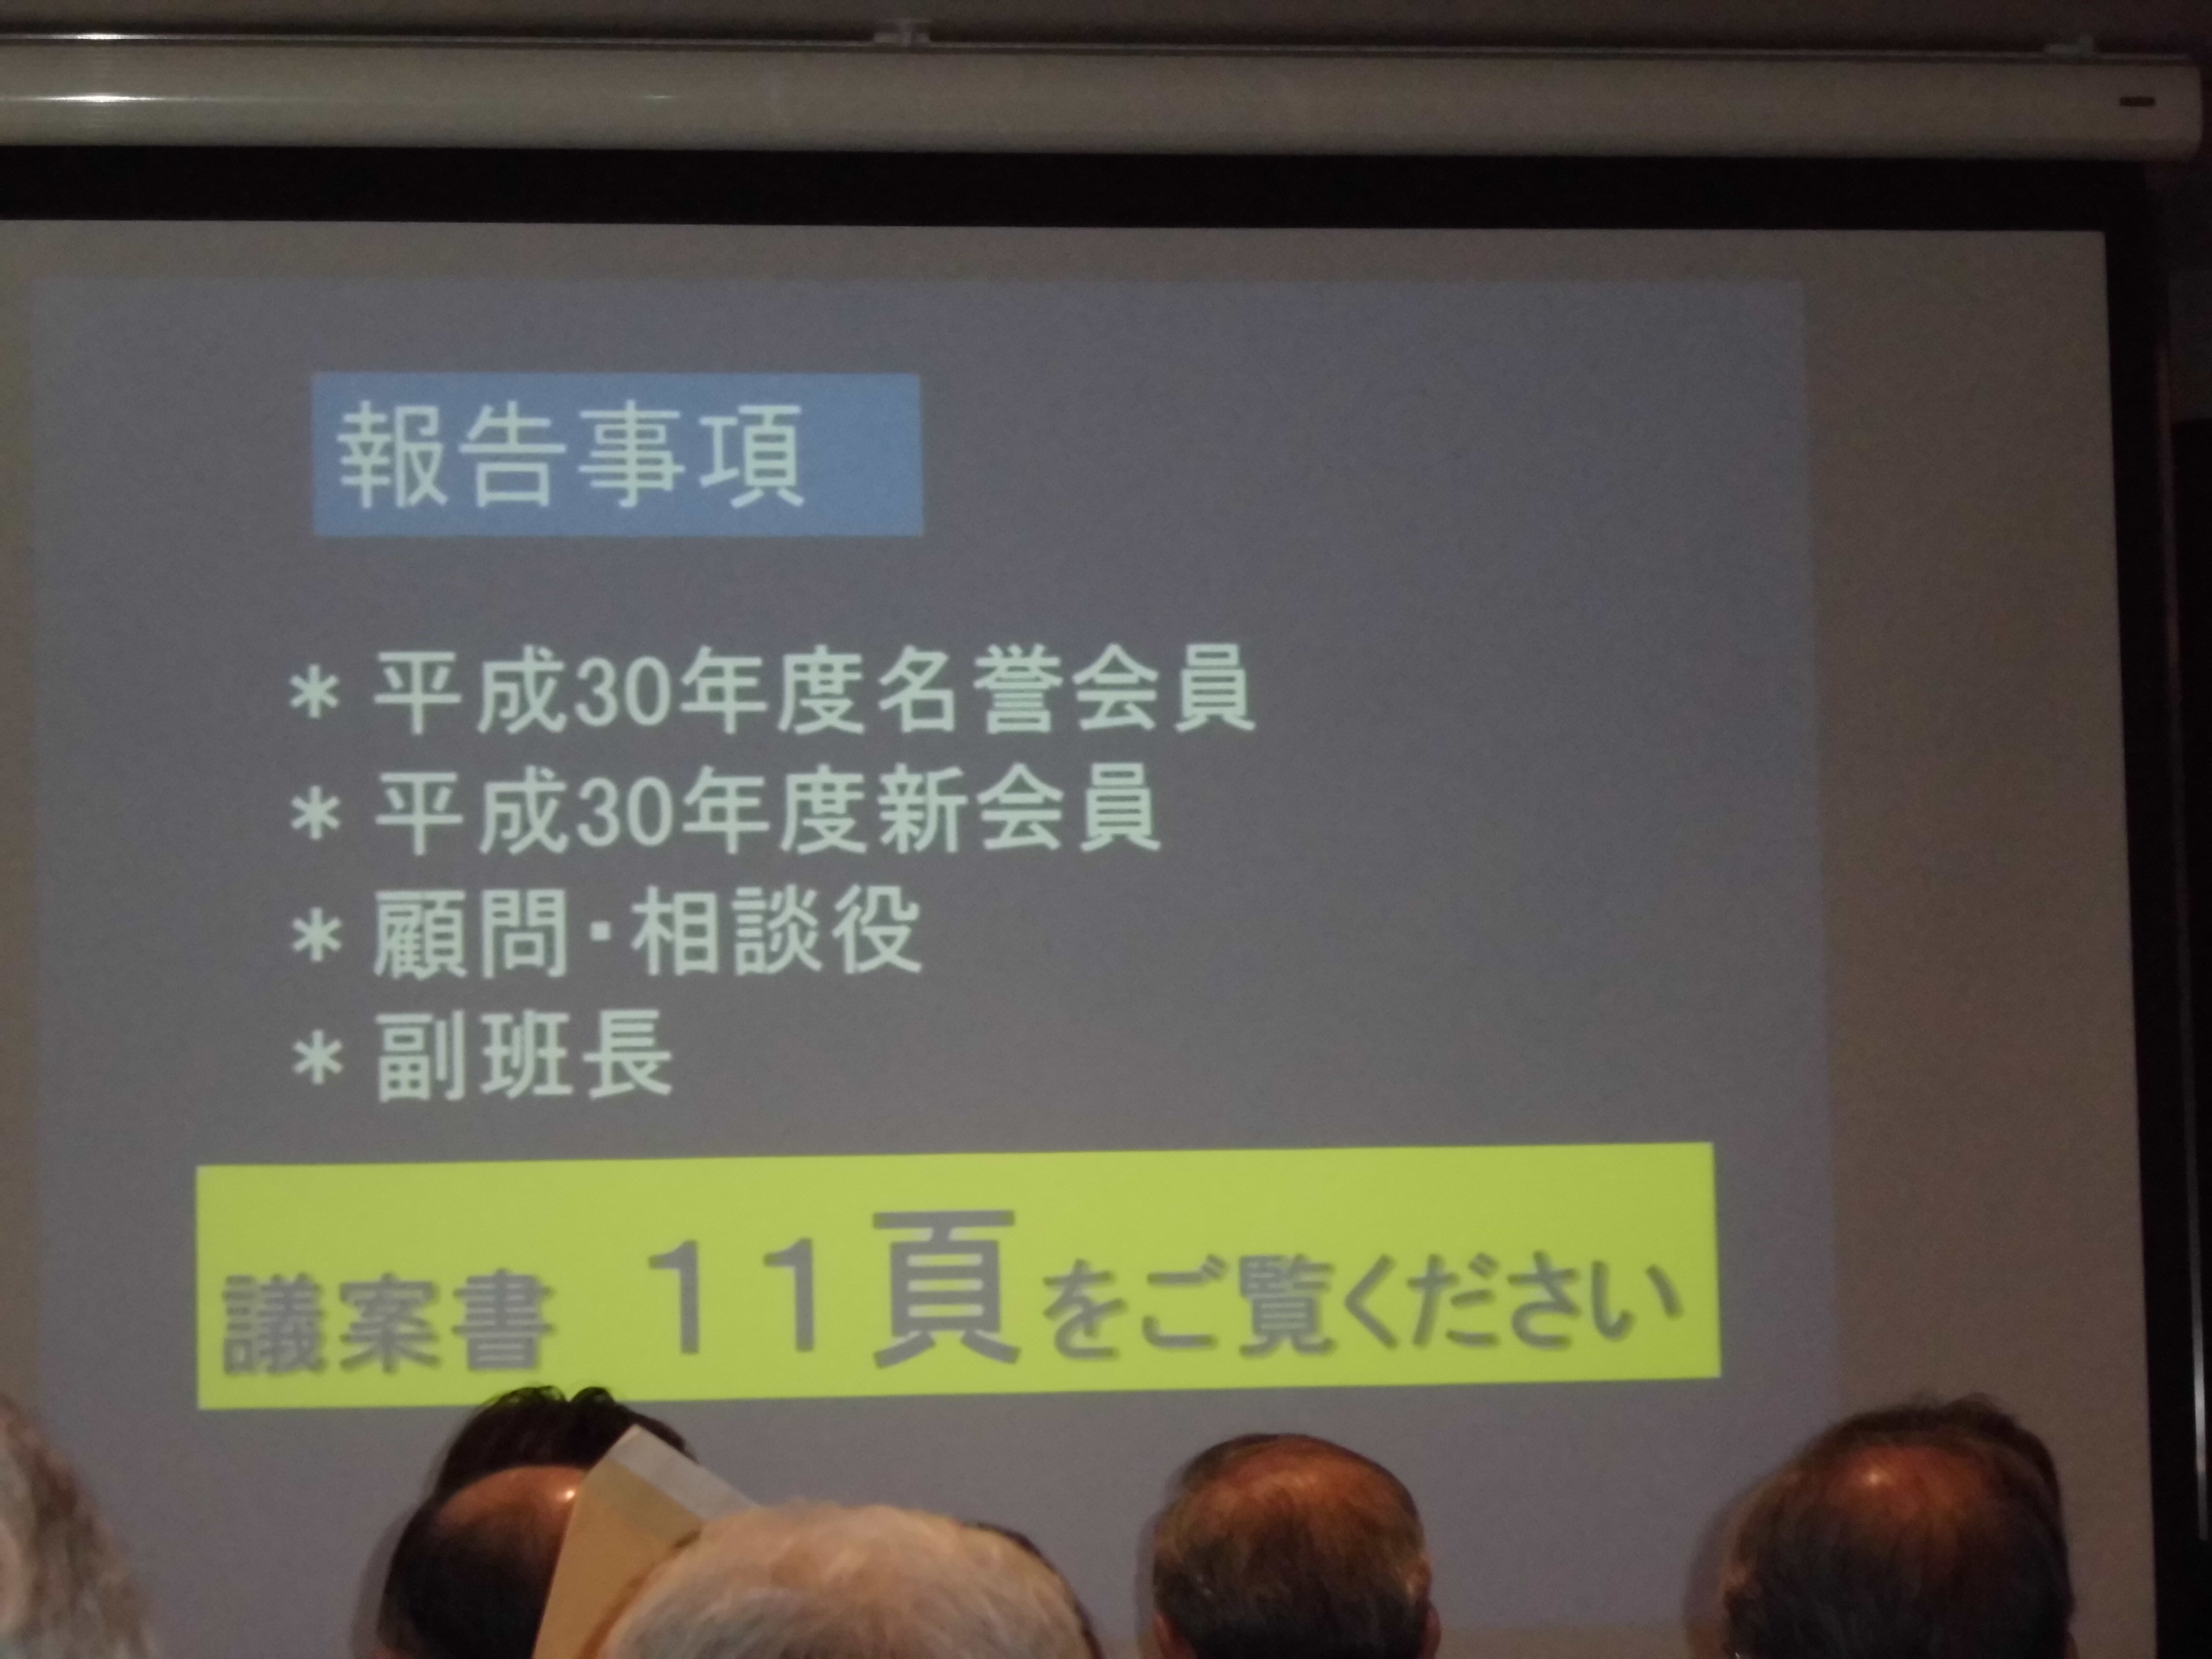 報告事項
＊平成30年度名誉会員
＊平成30年度新会員
＊顧問・相談役
＊副班長
議案書　１１頁をご覧ください